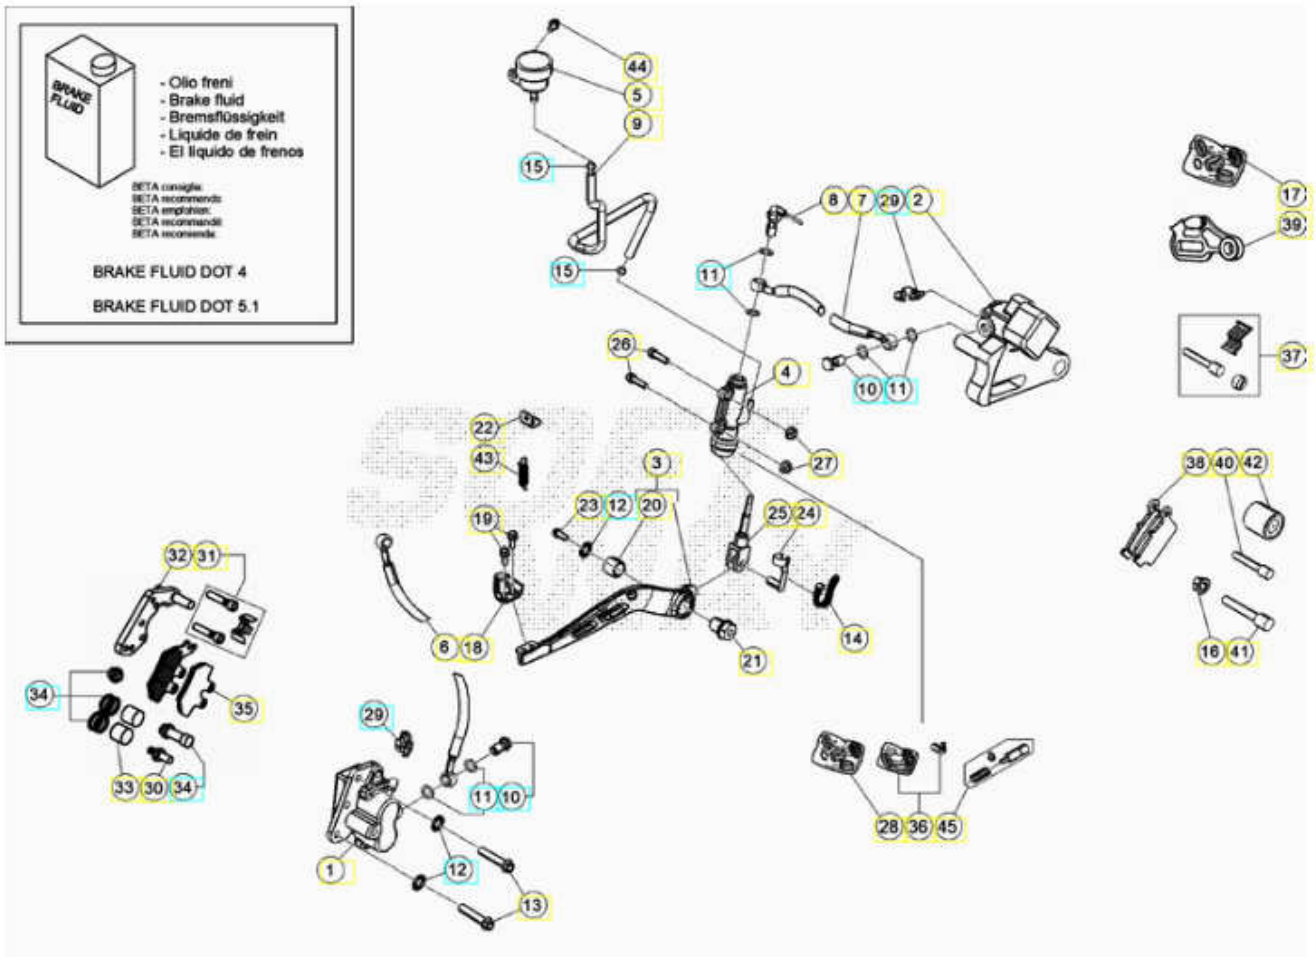 BRAKE
FLUID
- Olio freni
- Brake fluid
- Bremsflüssigkeit
- Liquide de frein
- El liquido de frenos
BETA consiglia:
BETA recommends:
BETA empfohlen:
BETA recommandé:
BETA recomienda:
BRAKE FLUID DOT 4
BRAKE FLUID DOT 5.1
44
5
9
15
15
8 7 29 2
17
39
11
26
4
10 11
37
22
27
43
3
38 40 42
23 12 20
25 24
19
32 31
14
6 18
21
16 41
34
35
29
33 30 34
11 10
28 36 45
1
12
13